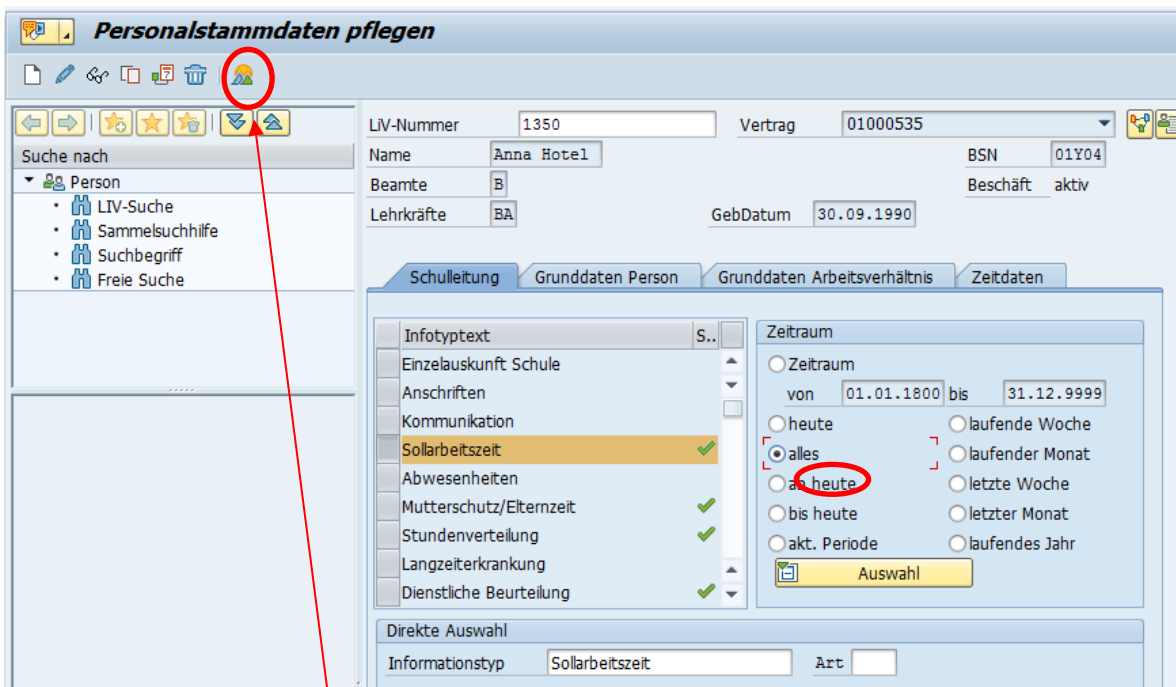 Personalstammdaten pflegen
Suche nach
Person
LIV-Suche
Sammelsuchhilfe
Suchbegriff
Freie Suche
LiV-Nummer 1350 Vertrag 01000535
Name Anna Hotel BSN 01Y04
Beamte B Beschäft aktiv
Lehrkräfte BA GebDatum 30.09.1990
Schulleitung Grunddaten Person Grunddaten Arbeitsverhältnis Zeitdaten
Infotyptext S..
Einzelauskunft Schule
Anschriften
Kommunikation
Sollarbeitszeit
Abwesenheiten
Mutterschutz/Elternzeit
Stundenverteilung
Langzeiterkrankung
Dienstliche Beurteilung
Zeitraum
Zeitraum
von 01.01.1800 bis 31.12.9999
heute laufende Woche
alles laufender Monat
ab heute letzte Woche
bis heute letzter Monat
akt. Periode laufendes Jahr
Auswahl
Direkte Auswahl
Informationstyp Sollarbeitszeit Art